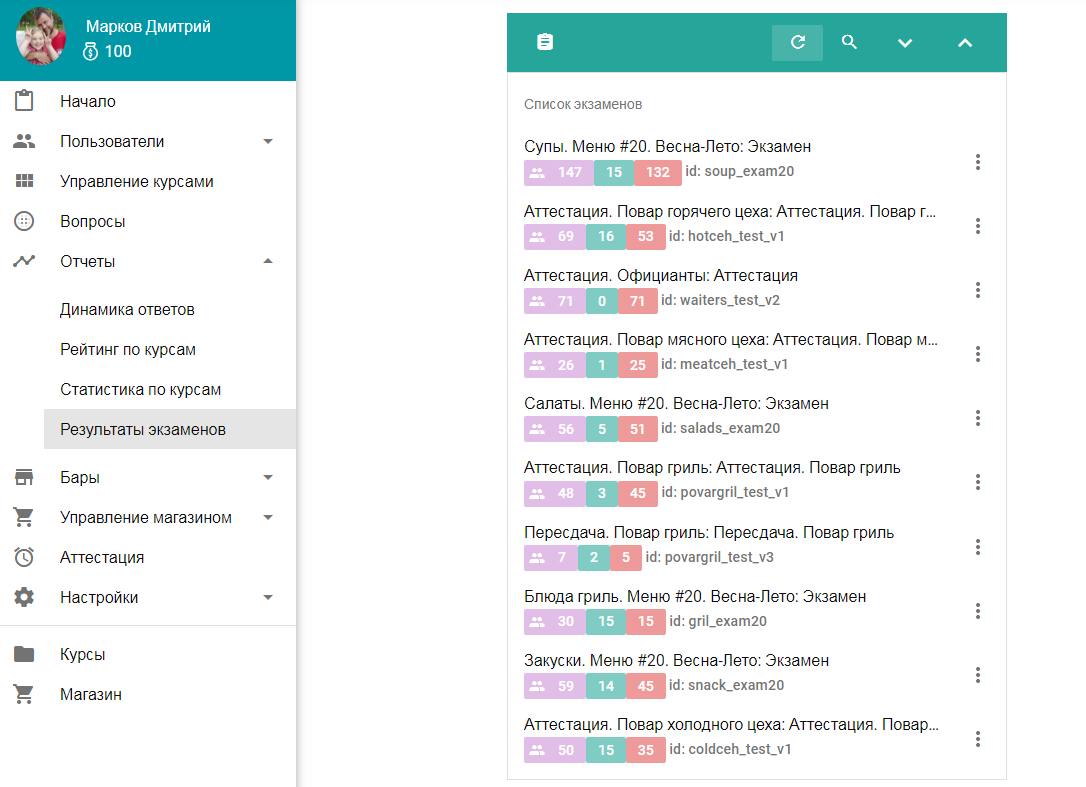 Марков Дмитрий
100
Начало
Пользователи
Управление курсами
Вопросы
Отчеты
Динамика ответов
Рейтинг по курсам
Статистика по курсам
Результаты экзаменов
Бары
Управление магазином
Аттестация
Настройки
Курсы
Магазин
Список экзаменов
Супы. Меню #20. Весна-Лето: Экзамен
147 15 132 id: soup_exam20
Аттестация. Повар горячего цеха: Аттестация. Повар г...
69 16 53 id: hotceh_test_v1
Аттестация. Официанты: Аттестация
71 0 71 id: waiters_test_v2
Аттестация. Повар мясного цеха: Аттестация. Повар м...
26 1 25 id: meatceh_test_v1
Салаты. Меню #20. Весна-Лето: Экзамен
56 5 51 id: salads_exam20
Аттестация. Повар гриль: Аттестация. Повар гриль
48 3 45 id: povargril_test_v1
Пересдача. Повар гриль: Пересдача. Повар гриль
7 2 5 id: povargril_test_v3
Блюда гриль. Меню #20. Весна-Лето: Экзамен
30 15 15 id: gril_exam20
Закуски. Меню #20. Весна-Лето: Экзамен
59 14 45 id: snack_exam20
Аттестация. Повар холодного цеха: Аттестация. Повар...
50 15 35 id: coldceh_test_v1